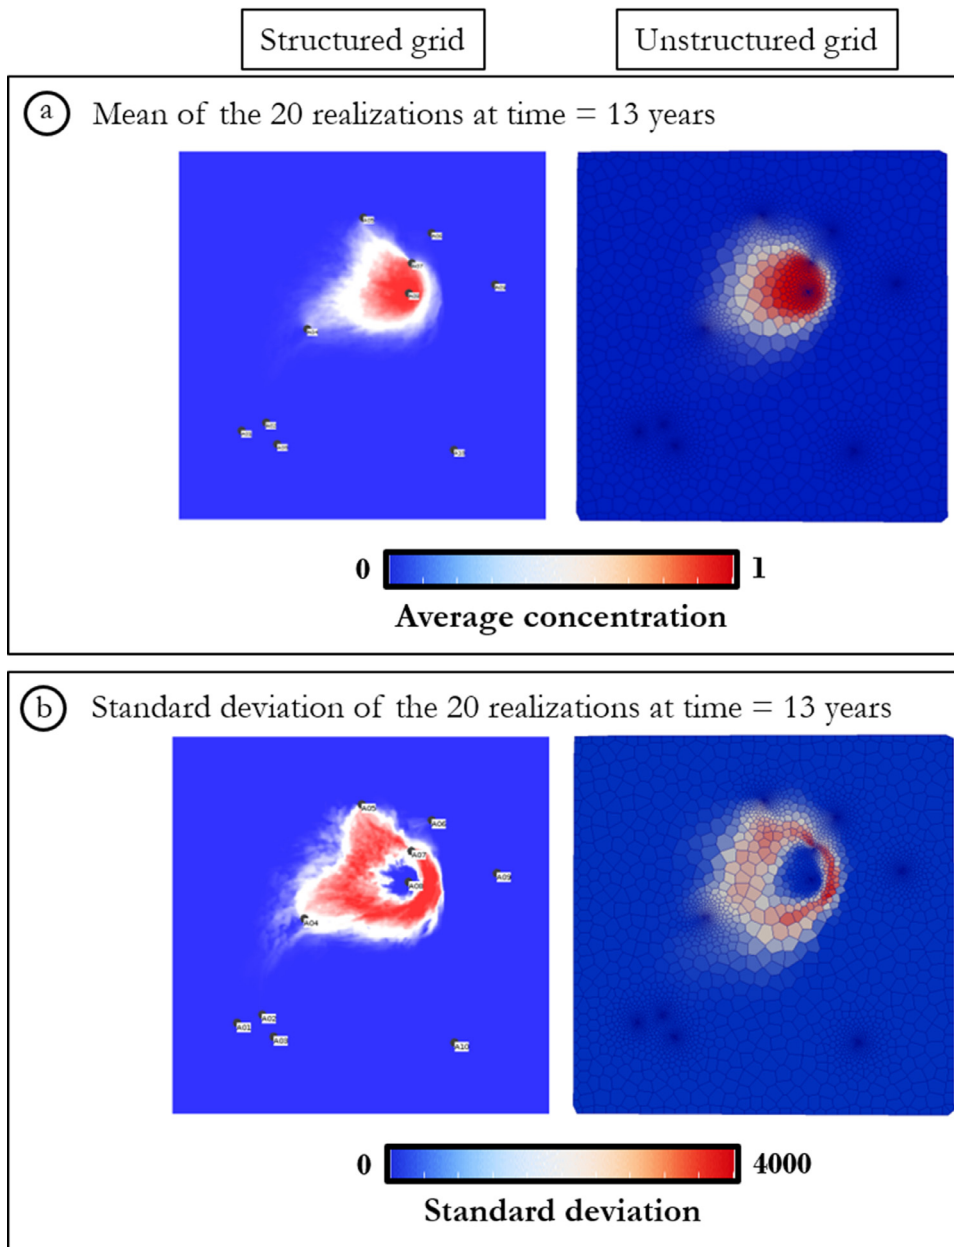 Structured grid
Unstructured grid
a Mean of the 20 realizations at time = 13 years
0
1
Average concentration
b Standard deviation of the 20 realizations at time = 13 years
A05
A06
A07
A08
A09
A04
A02
A01
A03
A10
0
4000
Standard deviation